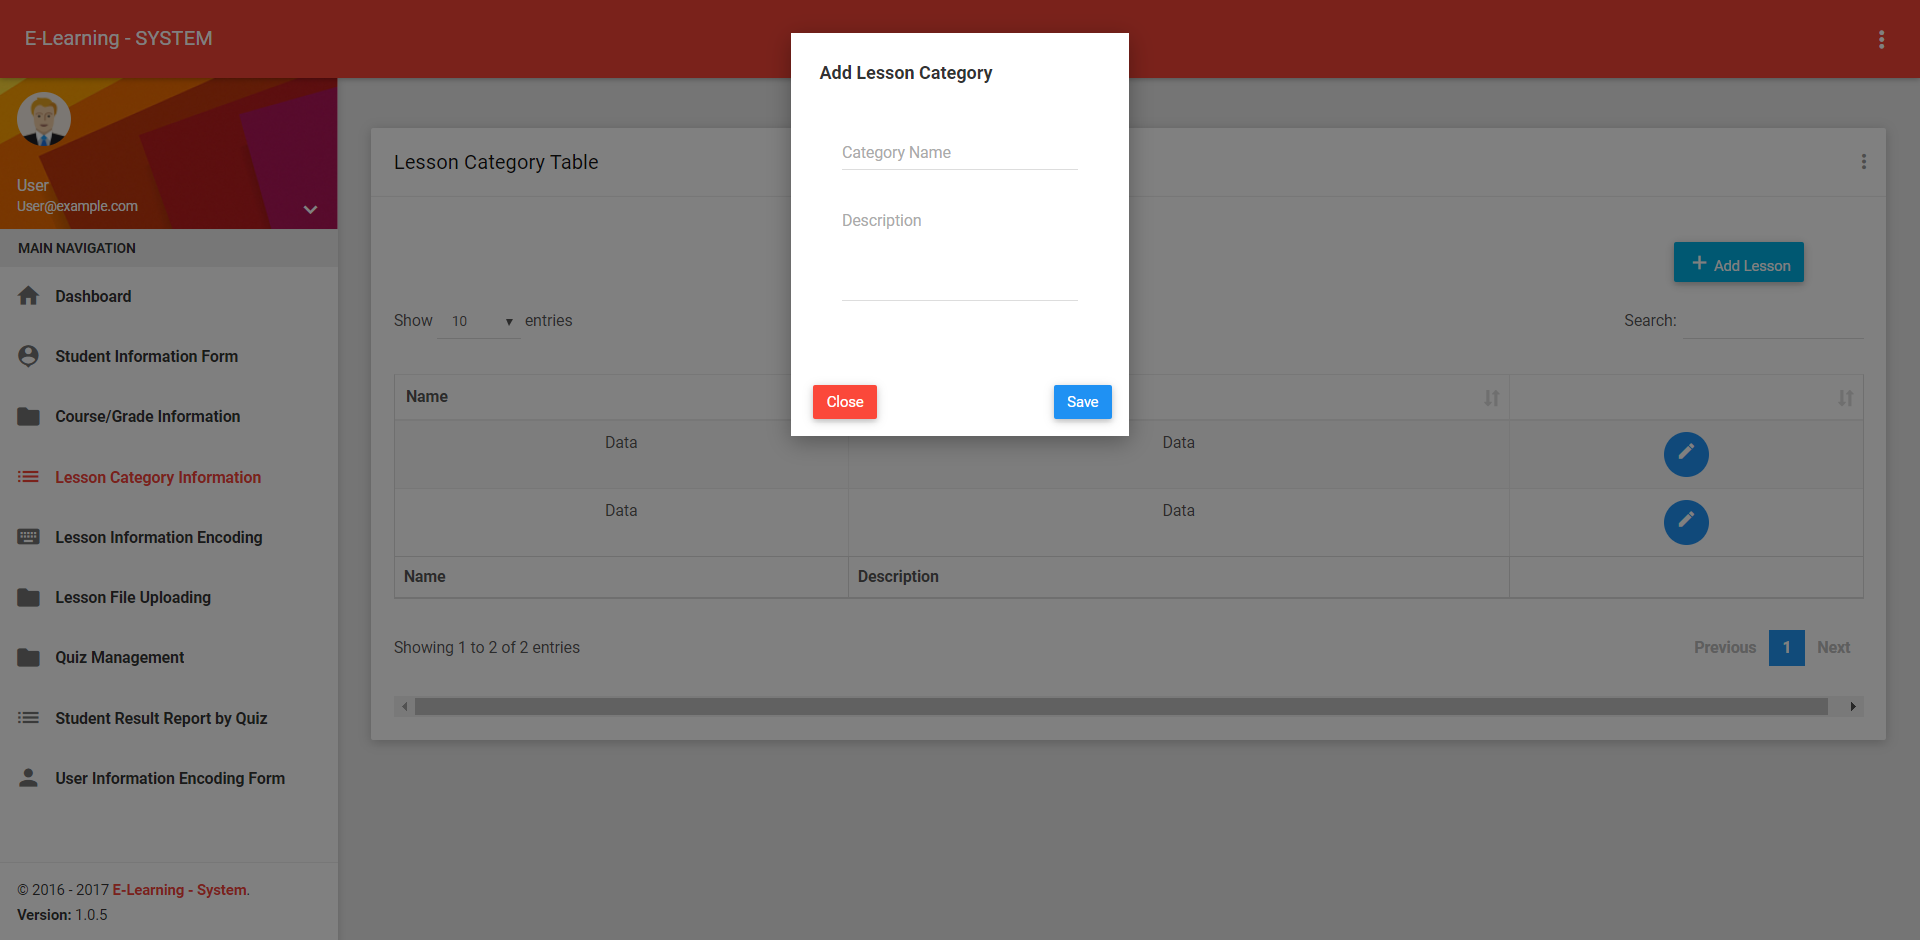 E-Learning - SYSTEM
User
User@example.com
MAIN NAVIGATION
Dashboard
Student Information Form
Course/Grade Information
Lesson Category Information
Lesson Information Encoding
Lesson File Uploading
Quiz Management
Student Result Report by Quiz
User Information Encoding Form
© 2016 - 2017 E-Learning - System.
Version: 1.0.5
Add Lesson Category
Category Name
Description
Close Save
Lesson Category Table
Add Lesson
Show 10 entries Search:
Name
Data Data
Data Data
Name Description
Showing 1 to 2 of 2 entries Previous 1 Next